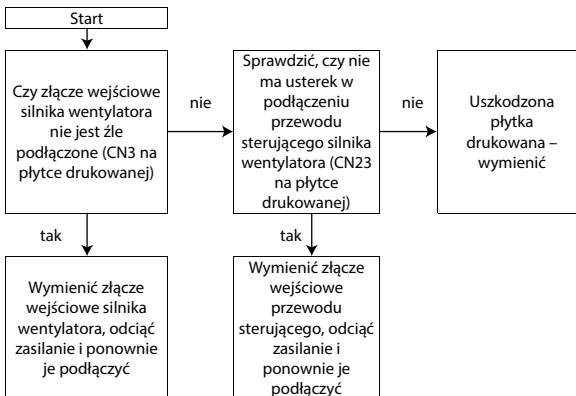 Start
Czy złącze wejściowe
silnika wentylatora
nie jest źle
podłączone (CN3 na
płytce drukowanej)
nie
Sprawdzić, czy nie
ma usterek w
podłączeniu
przewodu
sterującego silnika
wentylatora (CN23
na płytce
drukowanej)
nie
Uszkodzona
płytka
drukowana –
wymienić
tak
tak
Wymienić złącze
wejściowe silnika
wentylatora, odciąć
zasilanie i ponownie
je podłączyć
Wymienić złącze
wejściowe
przewodu
sterującego, odciąć
zasilanie i
ponownie je
podłączyć